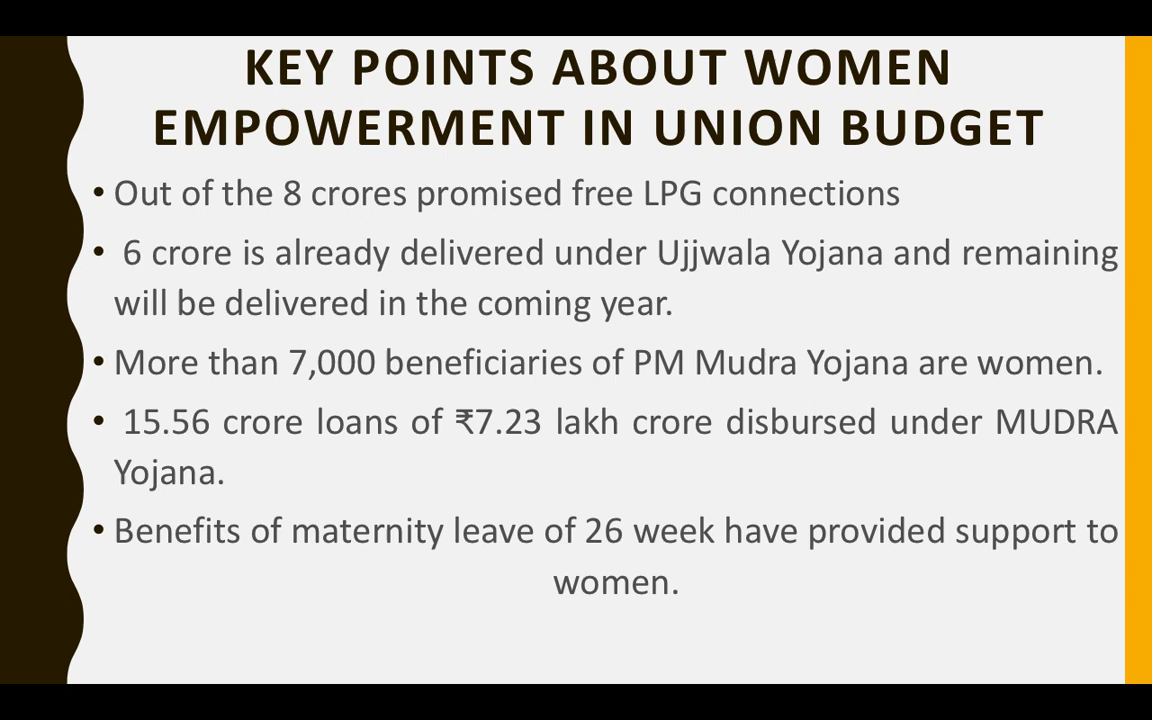 KEY POINTS ABOUT WOMEN
EMPOWERMENT IN UNION BUDGET
• Out of the 8 crores promised free LPG connections
• 6 crore is already delivered under Ujjwala Yojana and remaining
will be delivered in the coming year.
• More than 7,000 beneficiaries of PM Mudra Yojana are women.
• 15.56 crore loans of ₹7.23 lakh crore disbursed under MUDRA
Yojana.
• Benefits of maternity leave of 26 week have provided support to
women.